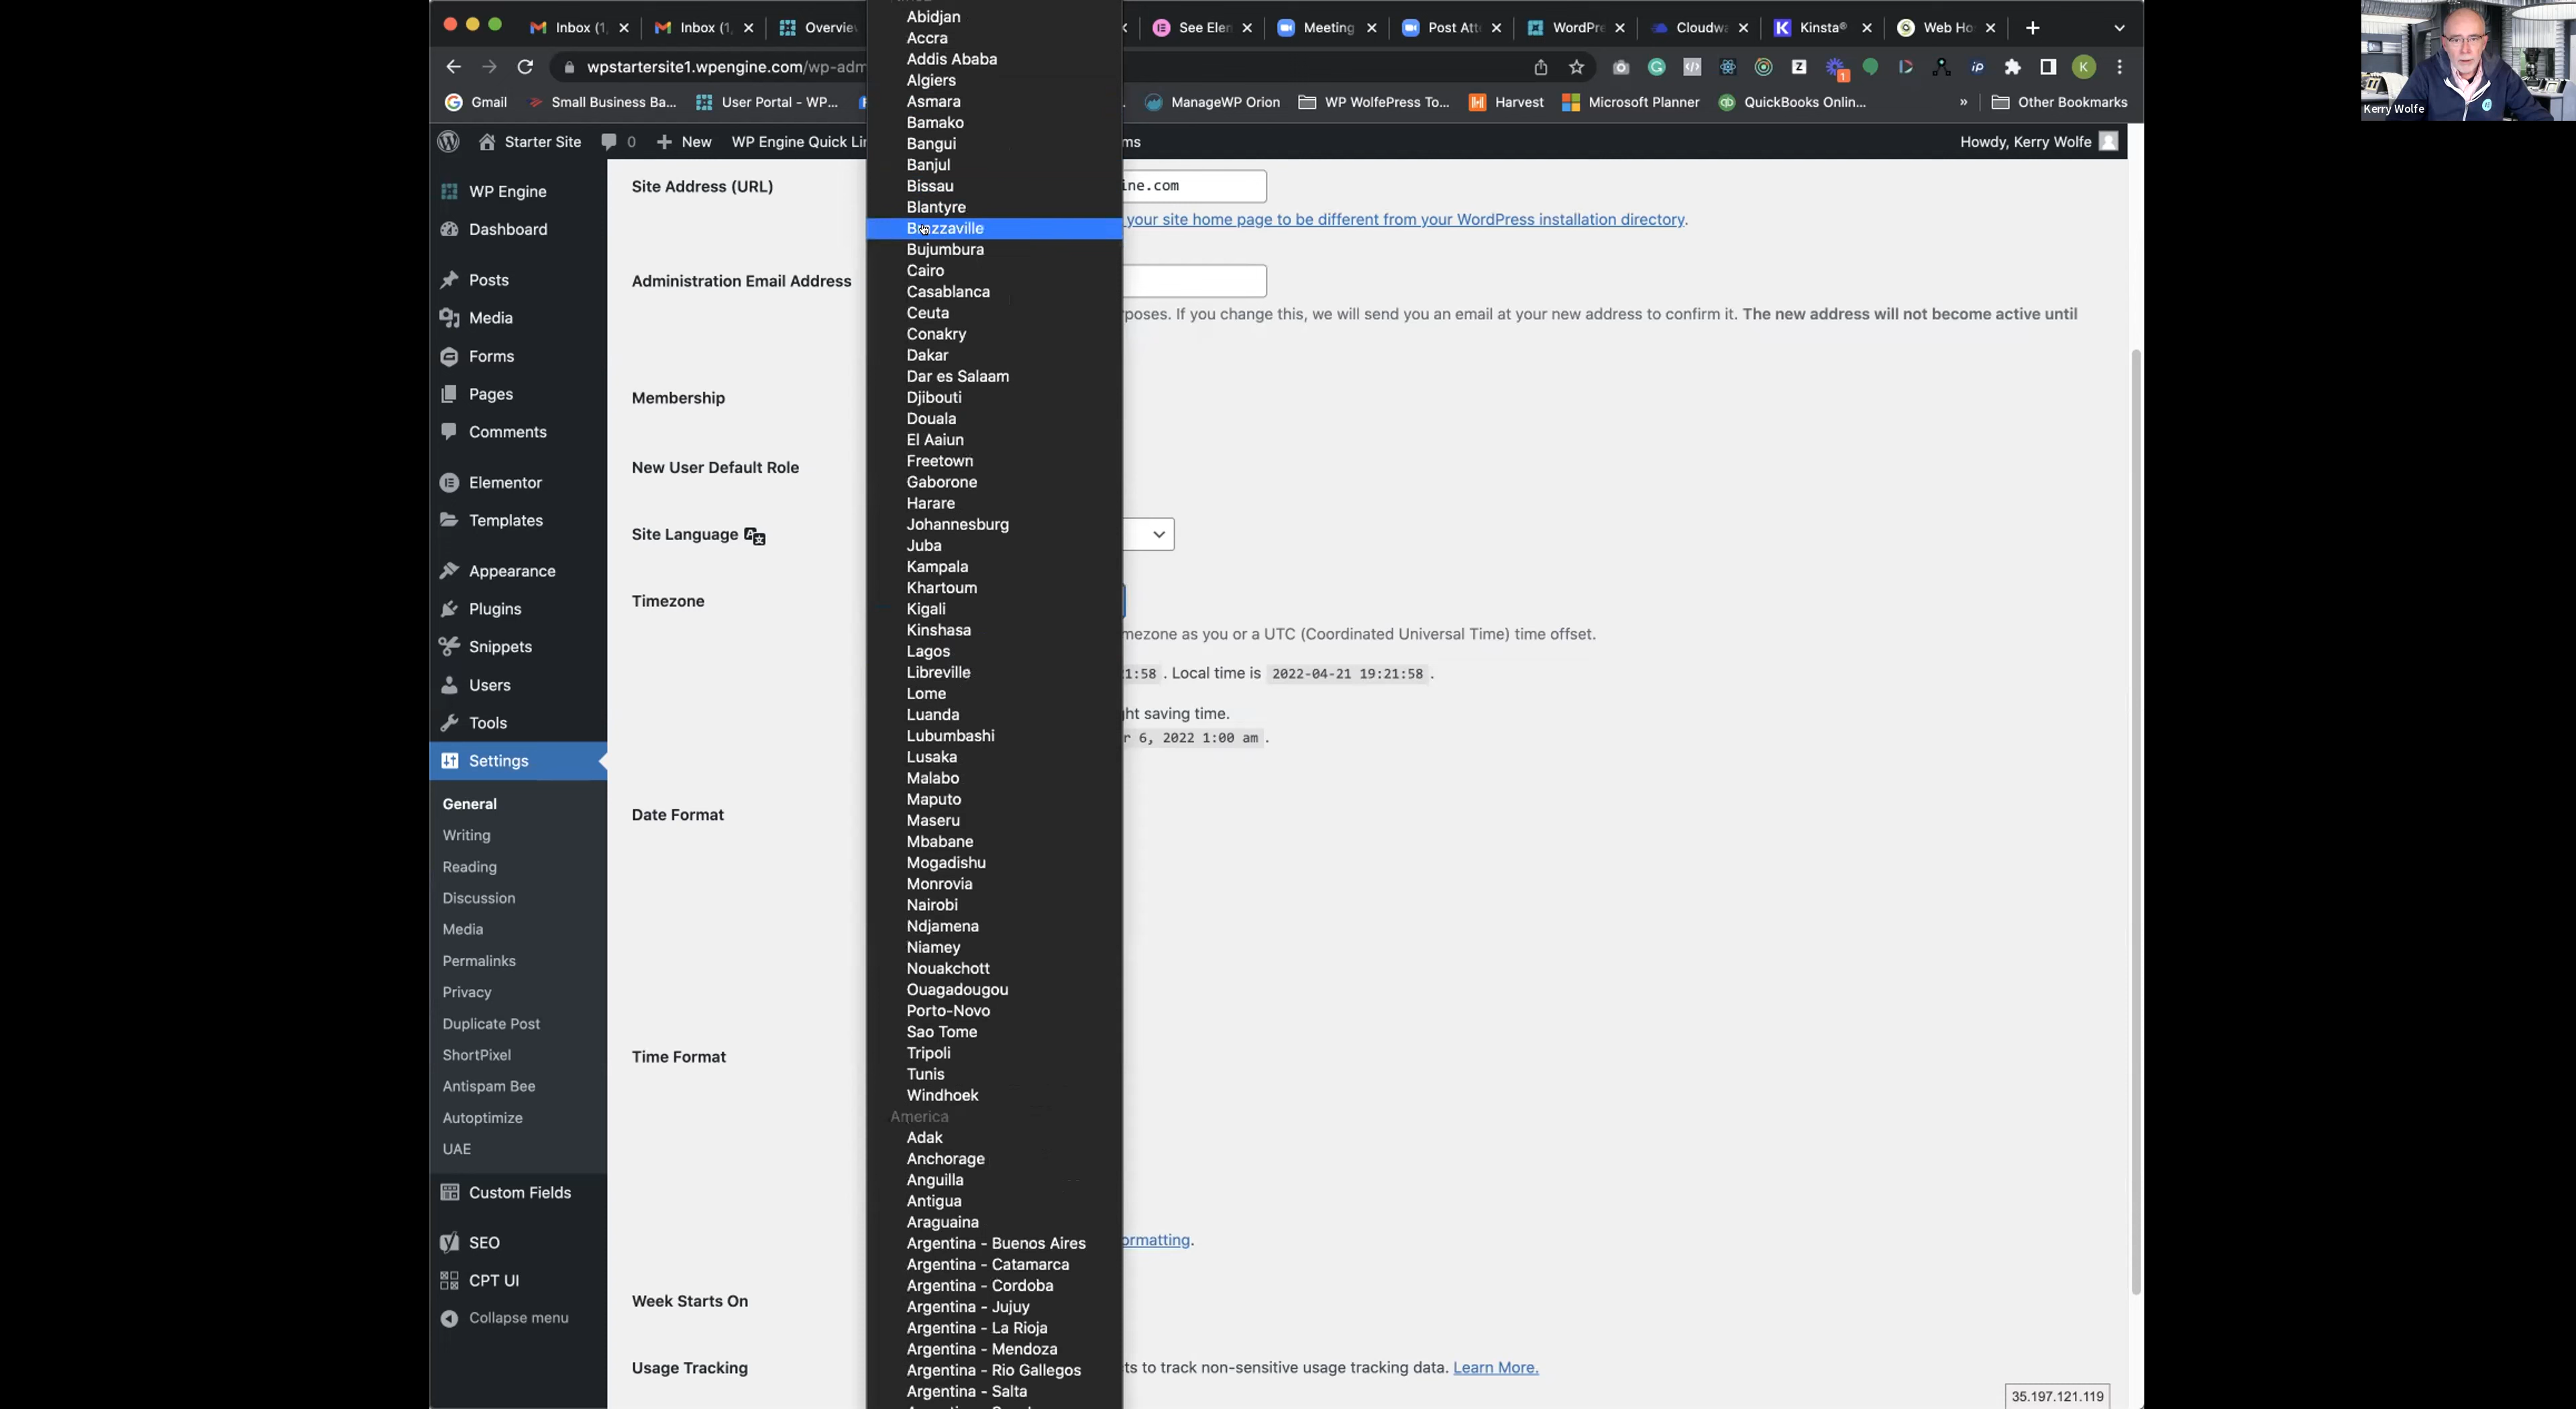 Inbox (1,
Inbox (1,
Overvie
See Elen
Meeting
Post Att
WordPre
Cloudwa
Kinsta®
Web Ho
wpstartersite1.wpengine.com/wp-adm
Gmail
Small Business Ba...
User Portal – WP...
ManageWP Orion
WP WolfePress To...
Harvest
Microsoft Planner
QuickBooks Onlin...
»
Other Bookmarks
Kerry Wolfe
Starter Site
0
New
WP Engine Quick Lin
ms
Howdy, Kerry Wolfe
WP Engine
Dashboard
Posts
Media
Forms
Pages
Comments
Elementor
Templates
Appearance
Plugins
Snippets
Users
Tools
Settings
General
Writing
Reading
Discussion
Media
Permalinks
Privacy
Duplicate Post
ShortPixel
Antispam Bee
Autoptimize
UAE
Custom Fields
SEO
CPT UI
Collapse menu
Site Address (URL)
ine.com
your site home page to be different from your WordPress installation directory.
Administration Email Address
rposes. If you change this, we will send you an email at your new address to confirm it. The new address will not become active until
Membership
New User Default Role
Site Language
Timezone
mezone as you or a UTC (Coordinated Universal Time) time offset.
1:58 . Local time is 2022-04-21 19:21:58 .
ght saving time.
r 6, 2022 1:00 am .
Date Format
Time Format
ormatting.
Week Starts On
Usage Tracking
ts to track non-sensitive usage tracking data. Learn More.
Abidjan
Accra
Addis Ababa
Algiers
Asmara
Bamako
Bangui
Banjul
Bissau
Blantyre
Brazzaville
Bujumbura
Cairo
Casablanca
Ceuta
Conakry
Dakar
Dar es Salaam
Djibouti
Douala
El Aaiun
Freetown
Gaborone
Harare
Johannesburg
Juba
Kampala
Khartoum
Kigali
Kinshasa
Lagos
Libreville
Lome
Luanda
Lubumbashi
Lusaka
Malabo
Maputo
Maseru
Mbabane
Mogadishu
Monrovia
Nairobi
Ndjamena
Niamey
Nouakchott
Ouagadougou
Porto-Novo
Sao Tome
Tripoli
Tunis
Windhoek
America
Adak
Anchorage
Anguilla
Antigua
Araguaina
Argentina - Buenos Aires
Argentina - Catamarca
Argentina - Cordoba
Argentina - Jujuy
Argentina - La Rioja
Argentina - Mendoza
Argentina - Rio Gallegos
Argentina - Salta
35.197.121.119